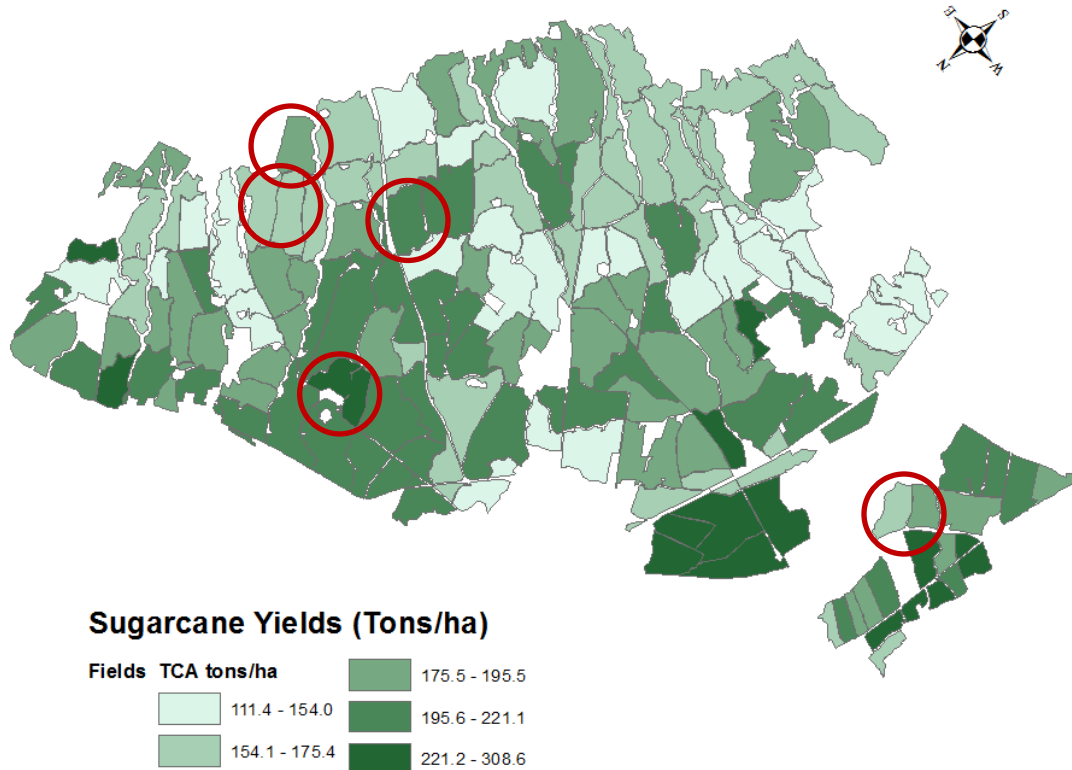 E S
N W
Sugarcane Yields (Tons/ha)
Fields TCA tons/ha
111.4 - 154.0
154.1 - 175.4
175.5 - 195.5
195.6 - 221.1
221.2 - 308.6